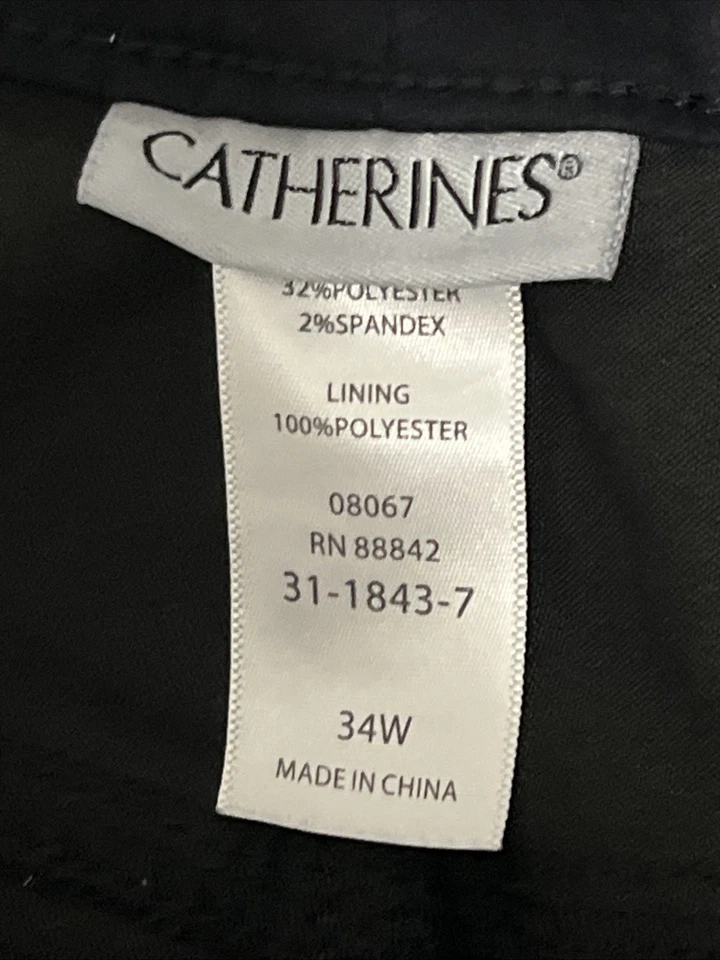 CATHERINES®
32%POLYESTER
2%SPANDEX
LINING
100%POLYESTER
08067
RN 88842
31-1843-7
34W
MADE IN CHINA